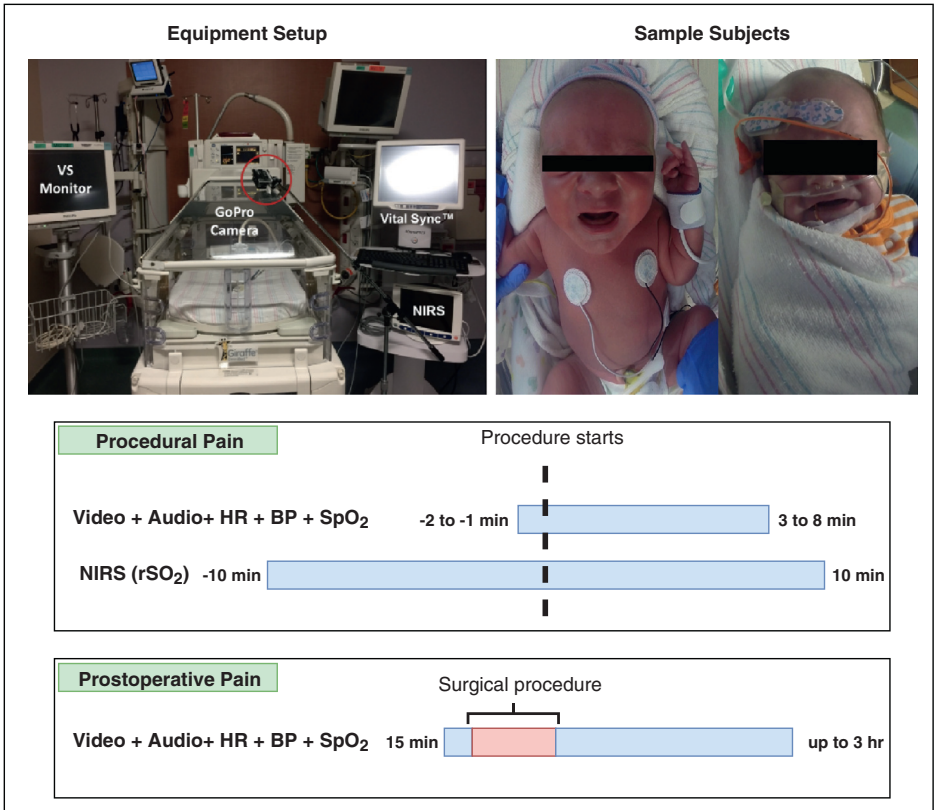 Equipment Setup
Sample Subjects
VS
Monitor
GoPro
Camera
Vital Sync™
NIRS
Giraffe
Procedural Pain
Procedure starts
Video + Audio+ HR + BP + SpO₂
-2 to -1 min
3 to 8 min
NIRS (rSO₂)
-10 min
10 min
Prostoperative Pain
Surgical procedure
Video + Audio+ HR + BP + SpO₂
15 min
up to 3 hr